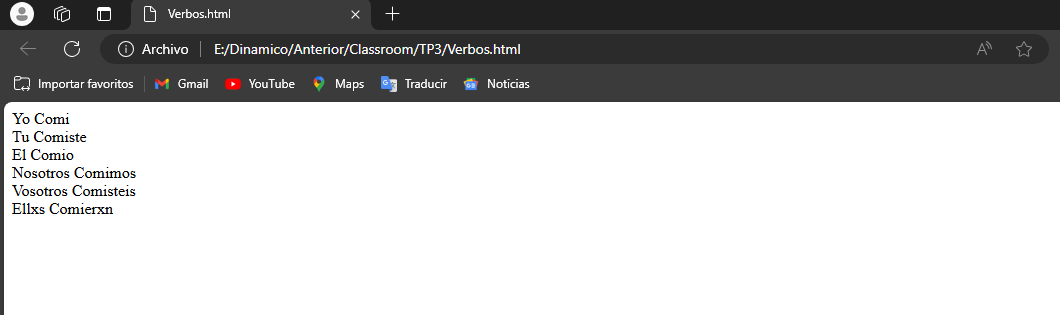 Verbos.html
Archivo
E:/Dinamico/Anterior/Classroom/TP3/Verbos.html
Importar favoritos
Gmail
YouTube
Maps
Traducir
Noticias
Yo Comi
Tu Comiste
El Comio
Nosotros Comimos
Vosotros Comisteis
Ellxs Comierxn